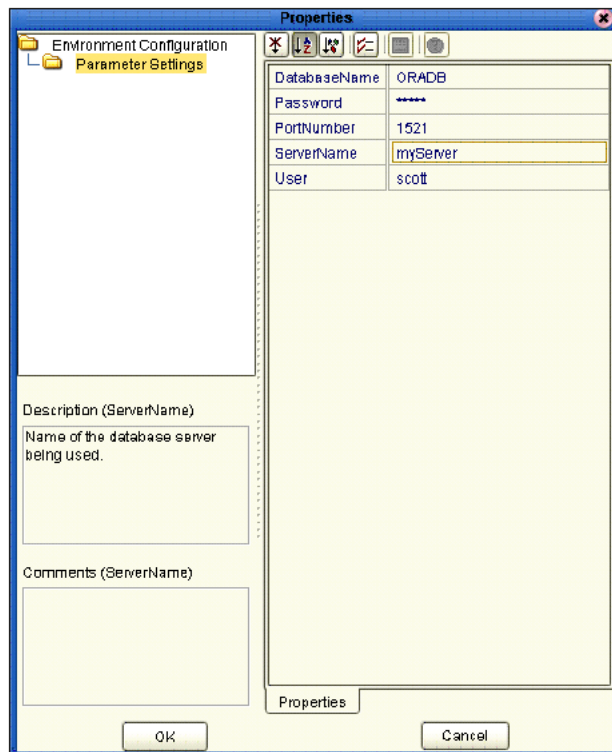 Properties
Environment Configuration
Parameter Settings
DatabaseName ORADB
Password *****
PortNumber 1521
ServerName myServer
User scott
Description (ServerName)
Name of the database server
being used.
Comments (ServerName)
Properties
OK
Cancel